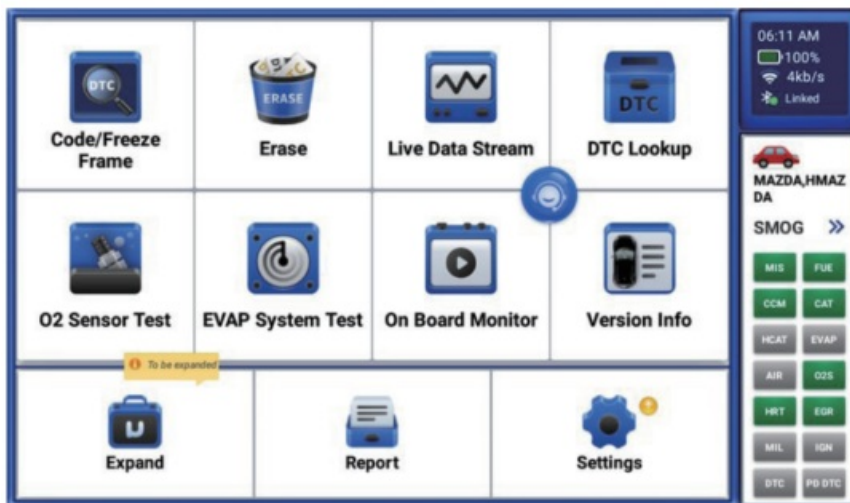 DTC
Code/Freeze
Frame
ERASE
Erase
Live Data Stream
DTC
DTC Lookup
O2 Sensor Test
EVAP System Test
On Board Monitor
Version Info
To be expanded
Expand
Report
Settings
06:11 AM
100%
4kb/s
Linked
MAZDA,HMAZ
DA
SMOG »
MIS FUE
CCM CAT
HCAT EVAP
AIR O2S
HRT EGR
MIL IGN
DTC PD DTC